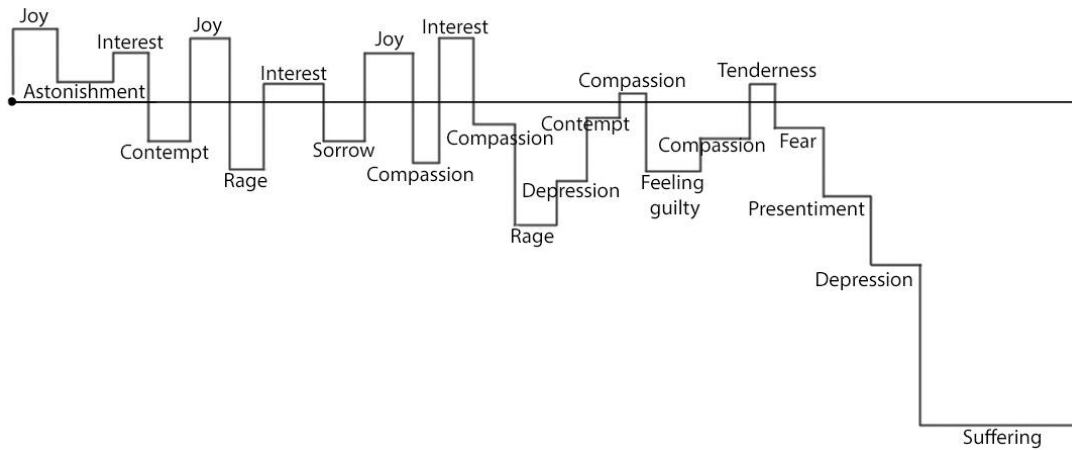 Joy
Astonishment
Interest
Contempt
Joy
Rage
Interest
Sorrow
Joy
Compassion
Interest
Compassion
Rage
Depression
Contempt
Compassion
Feeling
guilty
Compassion
Tenderness
Fear
Presentiment
Depression
Suffering